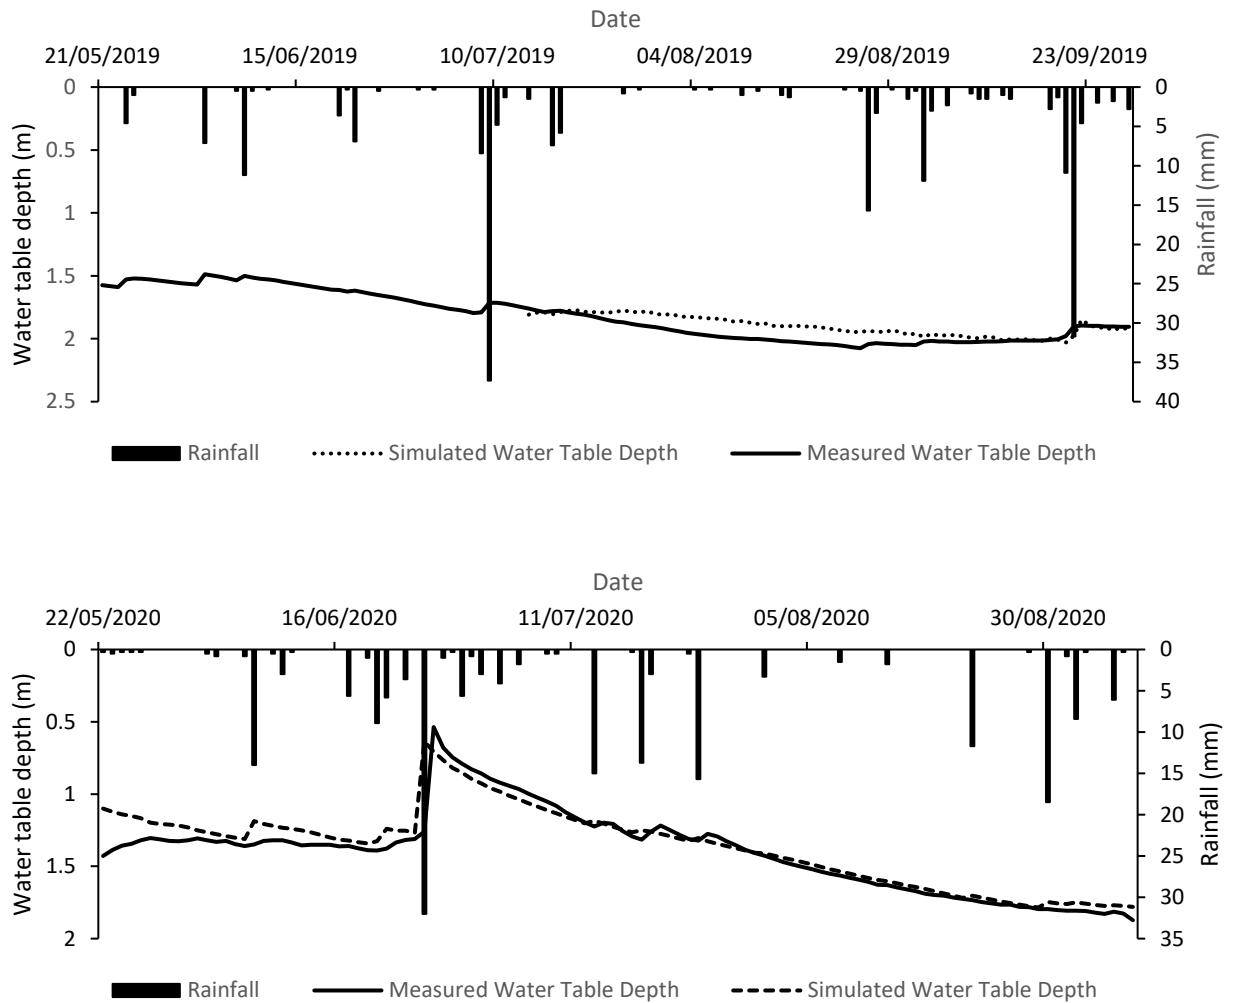 Date
21/05/2019 15/06/2019 10/07/2019 04/08/2019 29/08/2019 23/09/2019
Water table depth (m)
0
0.5
1
1.5
2
2.5
Rainfall (mm)
0
5
10
15
20
25
30
35
40
Rainfall Simulated Water Table Depth Measured Water Table Depth
Date
22/05/2020 16/06/2020 11/07/2020 05/08/2020 30/08/2020
Water table depth (m)
0
0.5
1
1.5
2
Rainfall (mm)
0
5
10
15
20
25
30
35
Rainfall Measured Water Table Depth Simulated Water Table Depth